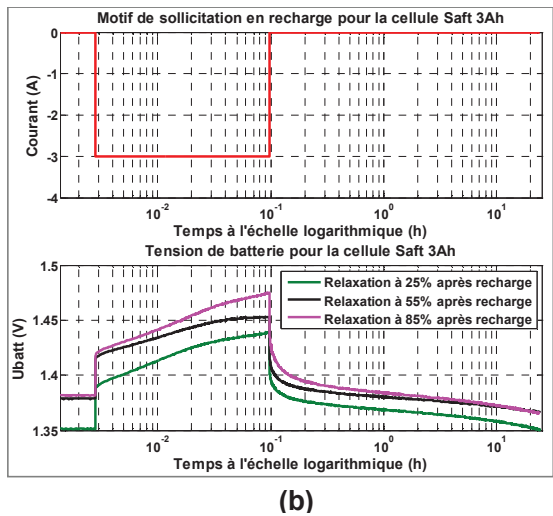 Motif de sollicitation en recharge pour la cellule Saft 3Ah
0
-1
-2
-3
-4
Courant (A)
10^-2
10^-1
10^0
10^1
Temps à l'échelle logarithmique (h)
Tension de batterie pour la cellule Saft 3Ah
1.5
1.45
1.4
1.35
Ubatt (V)
Relaxation à 25% après recharge
Relaxation à 55% après recharge
Relaxation à 85% après recharge
10^-2
10^-1
10^0
10^1
Temps à l'échelle logarithmique (h)
(b)